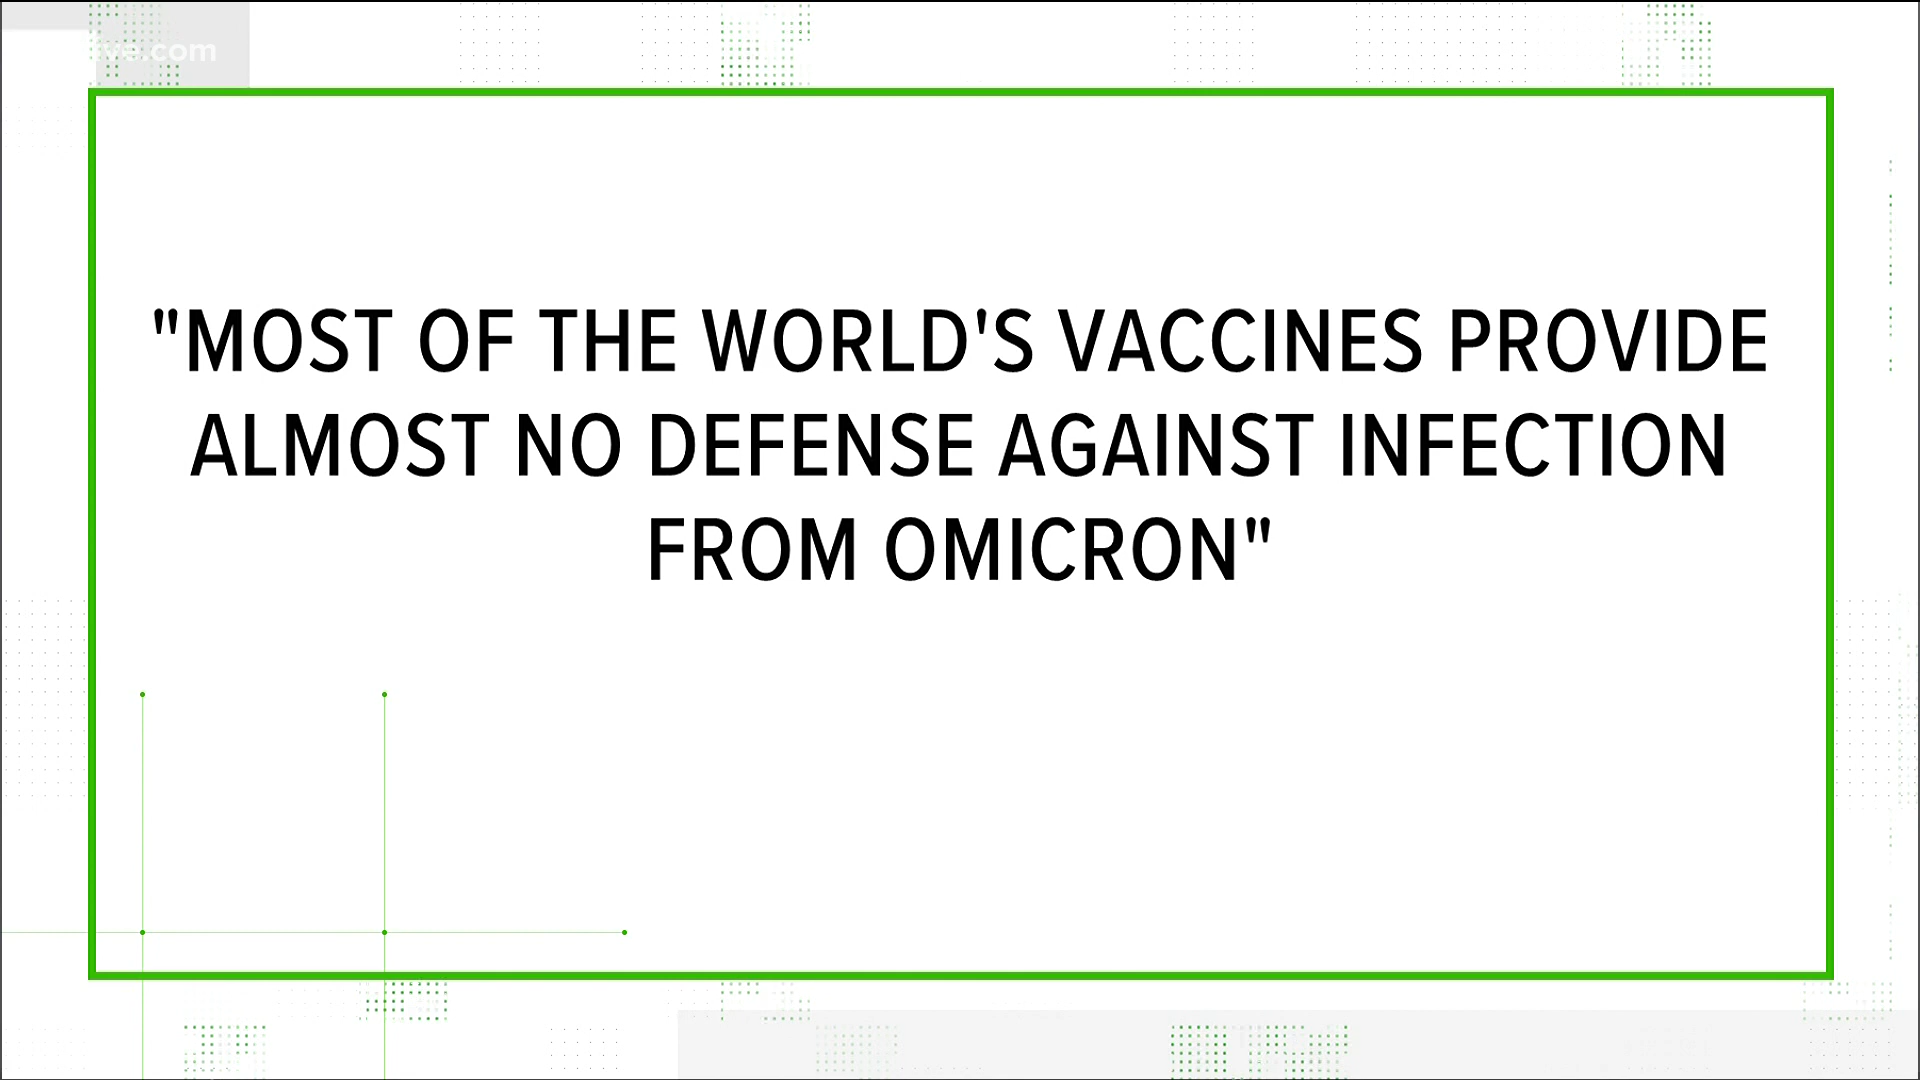 "MOST OF THE WORLD'S VACCINES PROVIDE
ALMOST NO DEFENSE AGAINST INFECTION
FROM OMICRON"